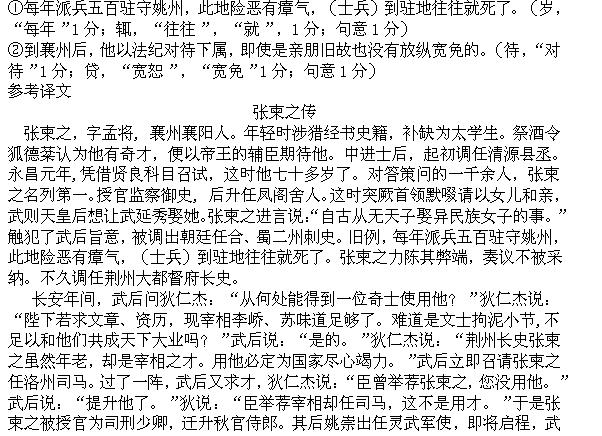 ①每年派兵五百驻守姚州，此地险恶有瘴气，（士兵）到驻地往往就死了。（岁，
“每年 ”1 分；辄， “往往 ”， “就 ”，1 分；句意 1 分）
②到襄州后，他以法纪对待下属，即使是亲朋旧故也没有放纵宽免的。（待，“对
待 ”1 分；贷， “宽恕 ”， “宽免 ”1 分；句意 1 分）
参考译文
张柬之传
张柬之，字孟将, 襄州襄阳人。年轻时涉猎经书史籍，补缺为太学生。祭酒令
狐德棻认为他有奇才，便以帝王的辅臣期待他。中进士后，起初调任清源县丞。
永昌元年, 凭借贤良科目召试，这时他七十多岁了。对答策问的一千余人，张柬
之名列第一。授官监察御史, 后升任凤阁舍人。这时突厥首领默啜请以女儿和亲，
武则天皇后想让武延秀娶她。张柬之进言说：“自古从无天子娶异民族女子的事。”
触犯了武后旨意，被调出朝廷任合、蜀二州刺史。旧例，每年派兵五百驻守姚州，
此地险恶有瘴气，（士兵）到驻地往往就死了。张柬之力陈其弊端，奏议不被采
纳。不久调任荆州大都督府长史。
长安年间，武后问狄仁杰： “从何处能得到一位奇士使用他？ ”狄仁杰说：
“陛下若求文章、资历，现宰相李峤、苏味道足够了。难道是文士拘泥小节, 不
足以和他们共成天下大业吗？ ”武后说：“是的。 ”狄仁杰说： “荆州长史张柬
之虽然年老，却是宰相之才。用他必定为国家尽心竭力。 ”武后立即召请张柬之
任洛州司马。过了一阵，武后又求才，狄仁杰说：“臣曾举荐张柬之，您没用他。 ”
武后说： “提升他了。 ”狄说： “臣举荐宰相却任司马，这不是用才。 ”于是张
柬之被授官为司刑少卿，迁升秋官侍郎。其后姚崇出任灵武军使，即将启程，武